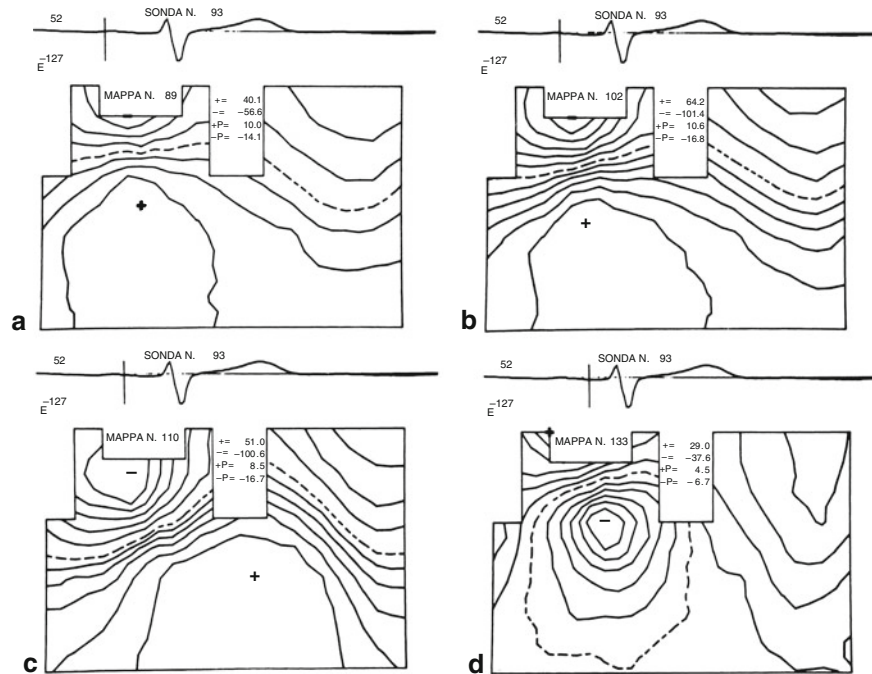 52 SONDA N. 93
−127
E
MAPPA N. 89
+= 40.1
−= −56.6
+P= 10.0
−P= −14.1
+
a
52 SONDA N. 93
−127
E
MAPPA N. 102
+= 64.2
−= −101.4
+P= 10.6
−P= −16.8
+
b
52 SONDA N. 93
−127
E
MAPPA N. 110
+= 51.0
−= −100.6
+P= 8.5
−P= −16.7
−
+
c
52 SONDA N. 93
−127
E
+
MAPPA N. 133
+= 29.0
−= −37.6
+P= 4.5
−P= −6.7
−
d